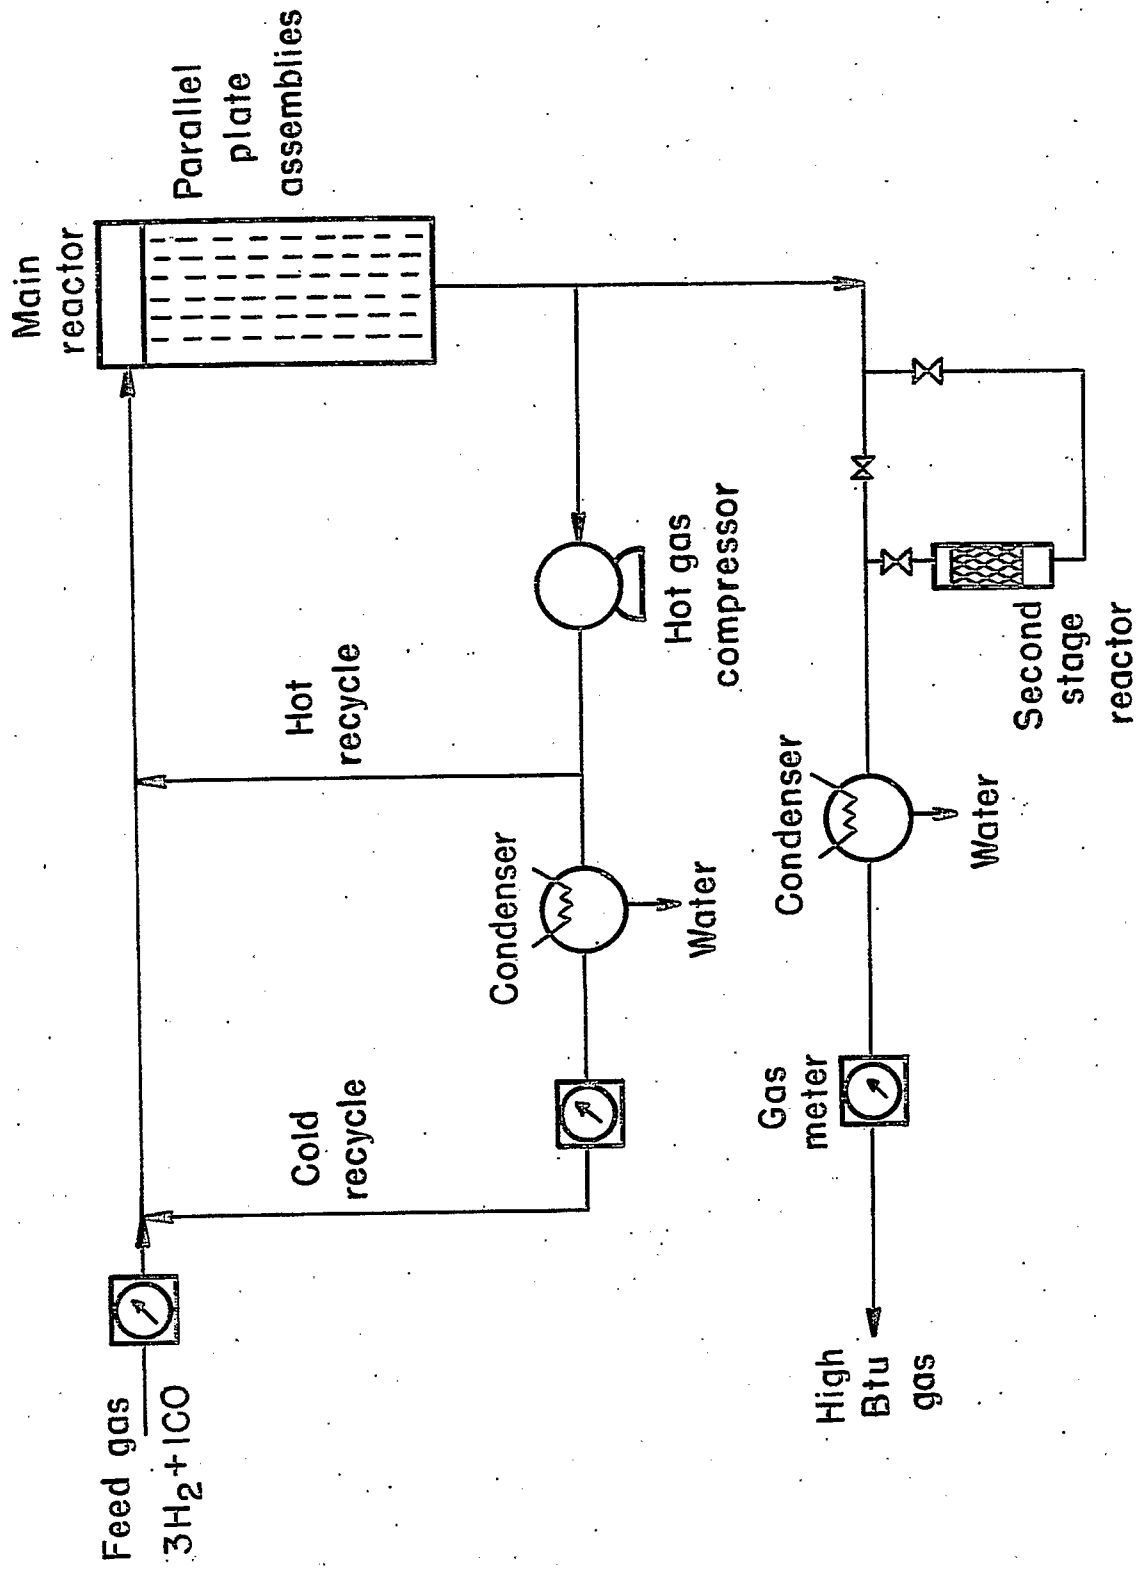 Feed gas
3H2+1CO
Cold
recycle
Hot
recycle
Main
reactor
Parallel
plate
assemblies
Condenser
Water
Hot gas
compressor
High
Btu
gas
Gas
meter
Condenser
Water
Second
stage
reactor